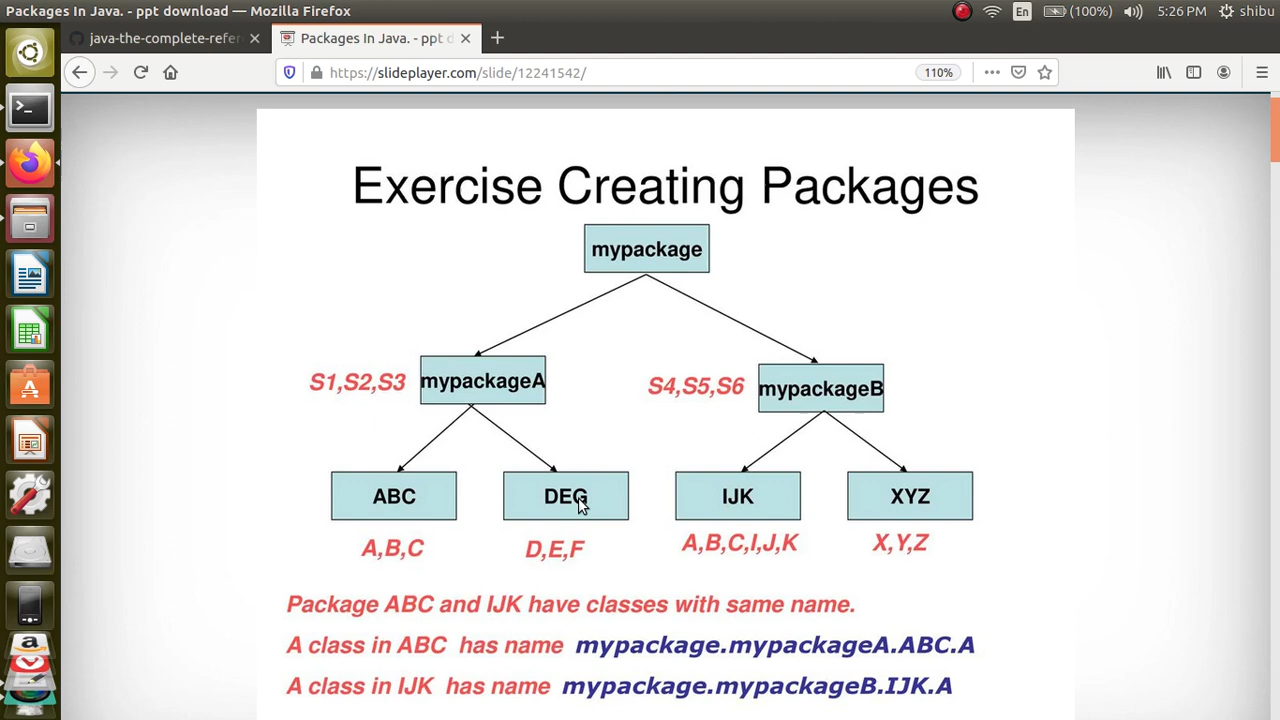 Packages In Java. - ppt download — Mozilla Firefox
En (100%) 5:26 PM shibu
java-the-complete-refer
Packages In Java. - ppt d
https://slideplayer.com/slide/12241542/
110%
Exercise Creating Packages
mypackage
S1,S2,S3 mypackageA S4,S5,S6 mypackageB
ABC DEG IJK XYZ
A,B,C D,E,F A,B,C,I,J,K X,Y,Z
Package ABC and IJK have classes with same name.
A class in ABC has name mypackage.mypackageA.ABC.A
A class in IJK has name mypackage.mypackageB.IJK.A